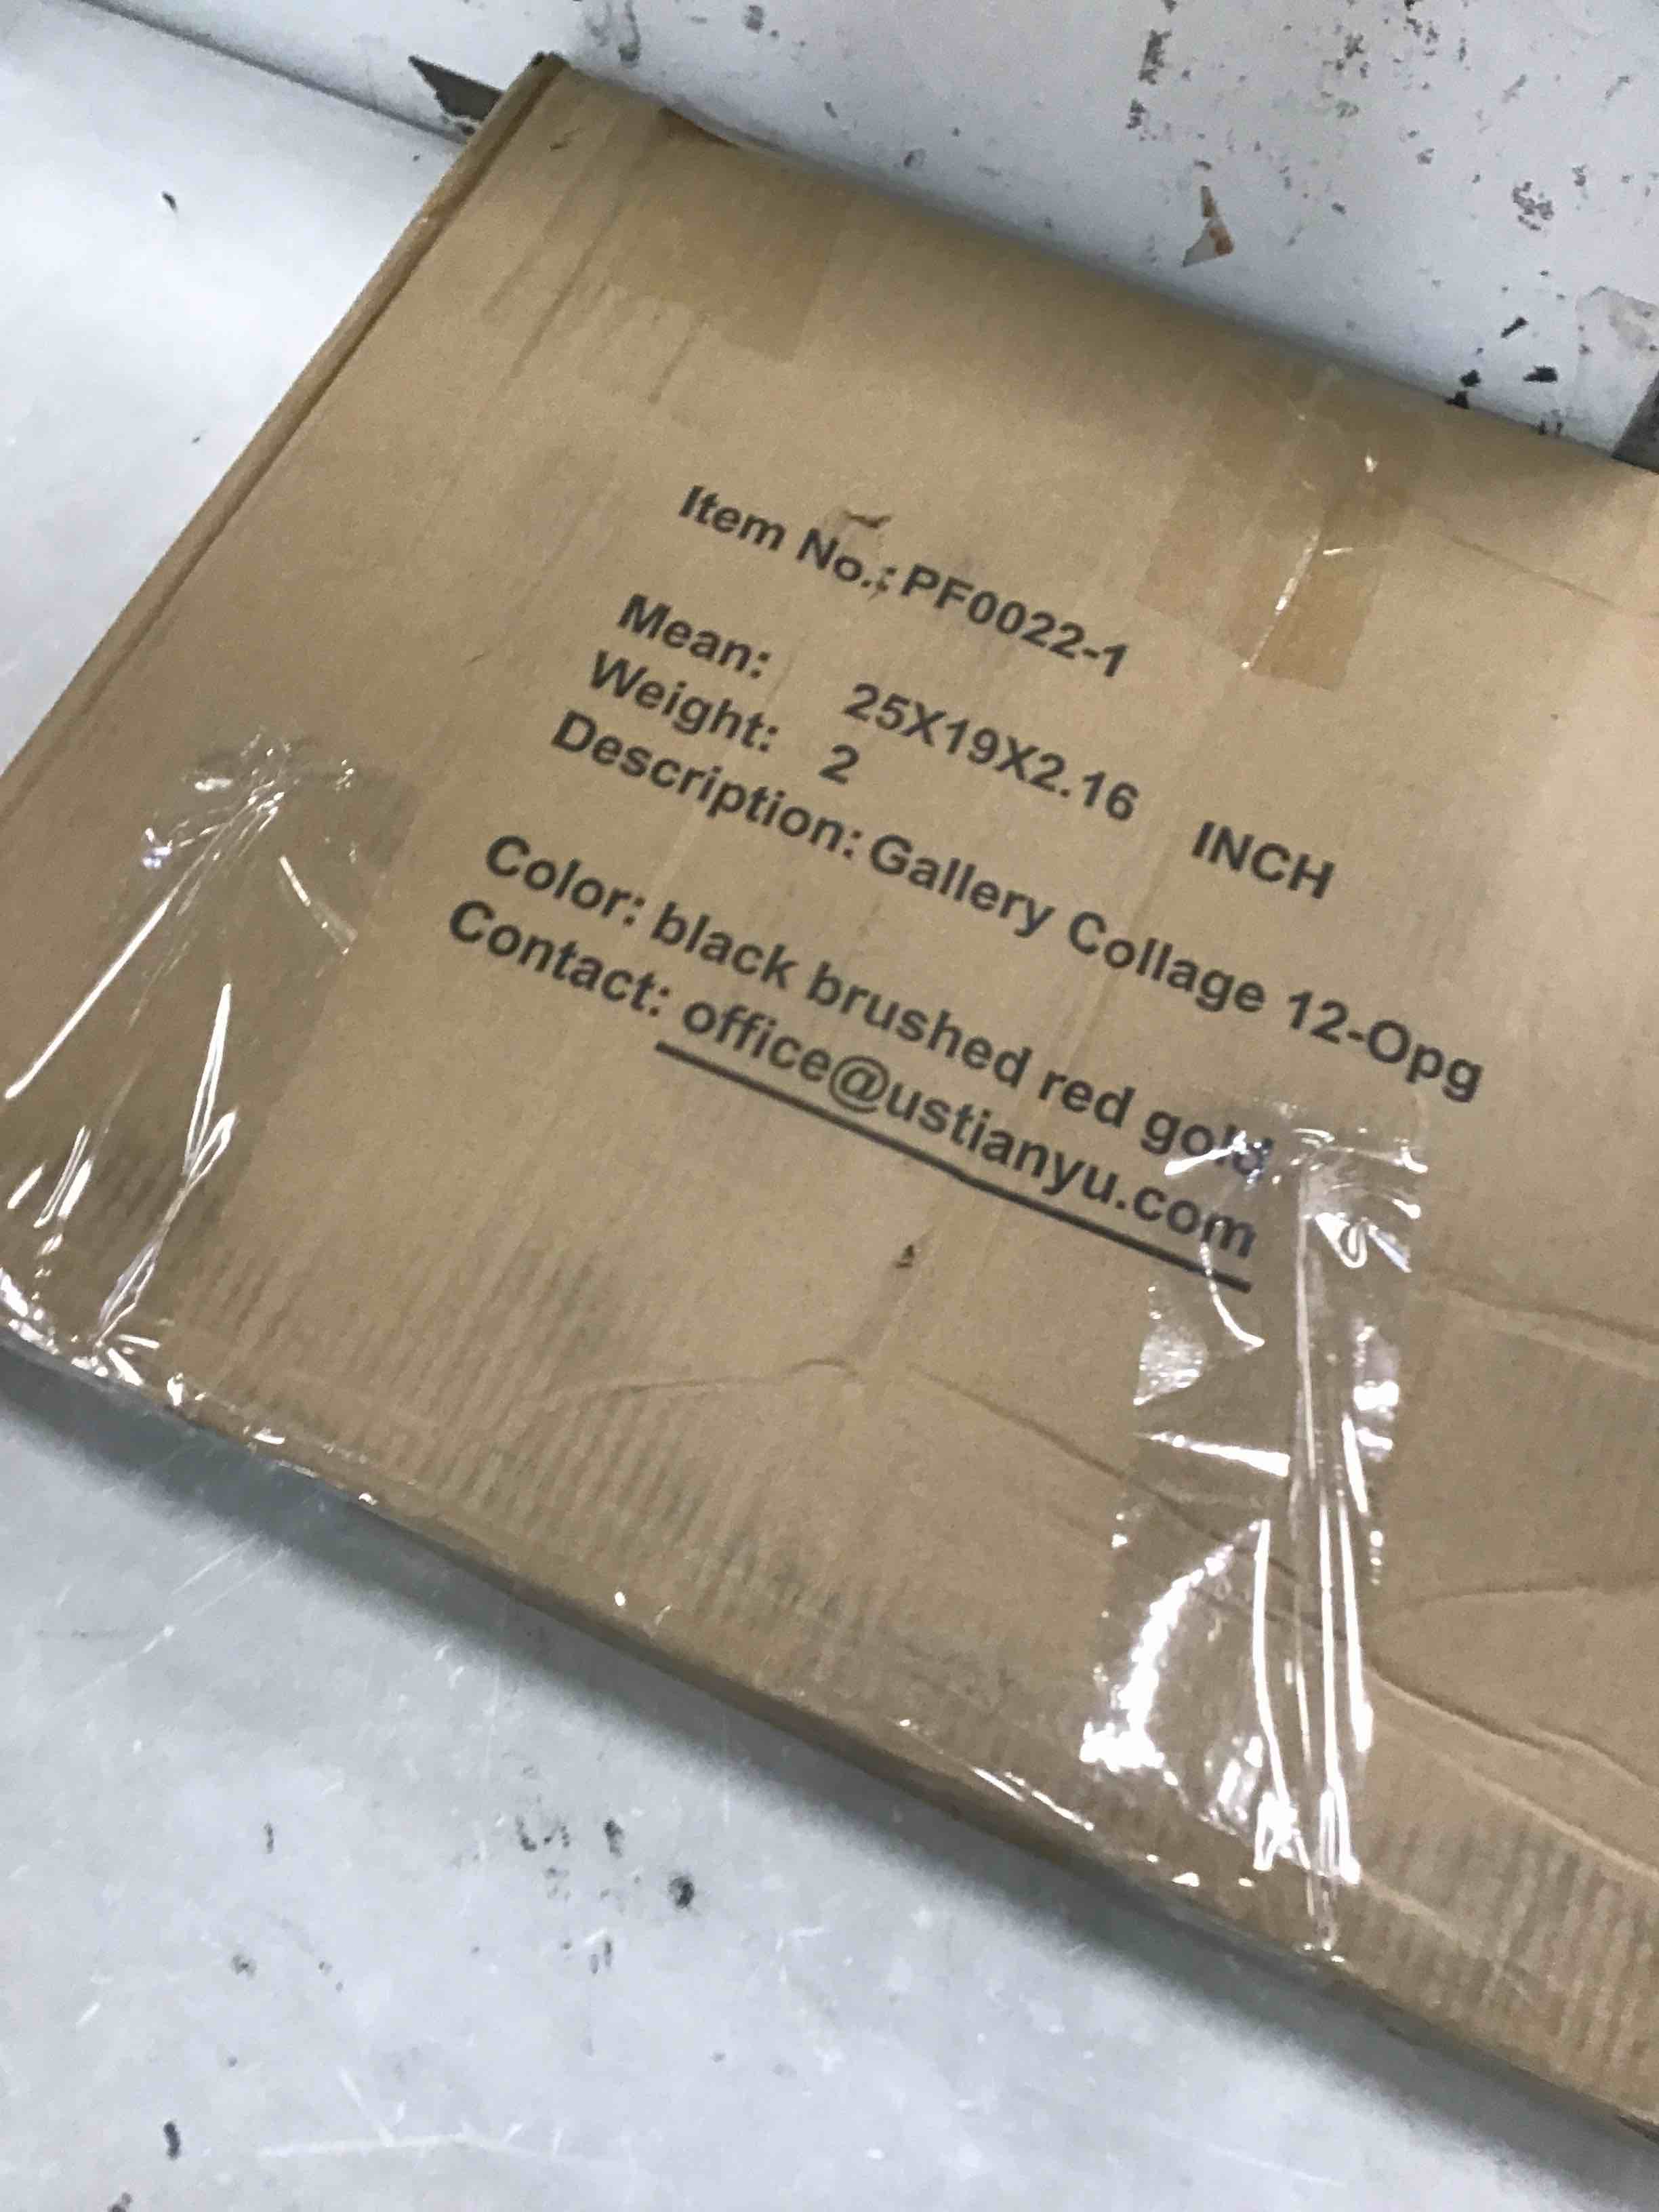 Item No.: PF0022-1
Mean: 25X19X2.16 INCH
Weight: 2
Description: Gallery Collage 12-Opg
Color: black brushed red gold
Contact: office@ustianyu.com